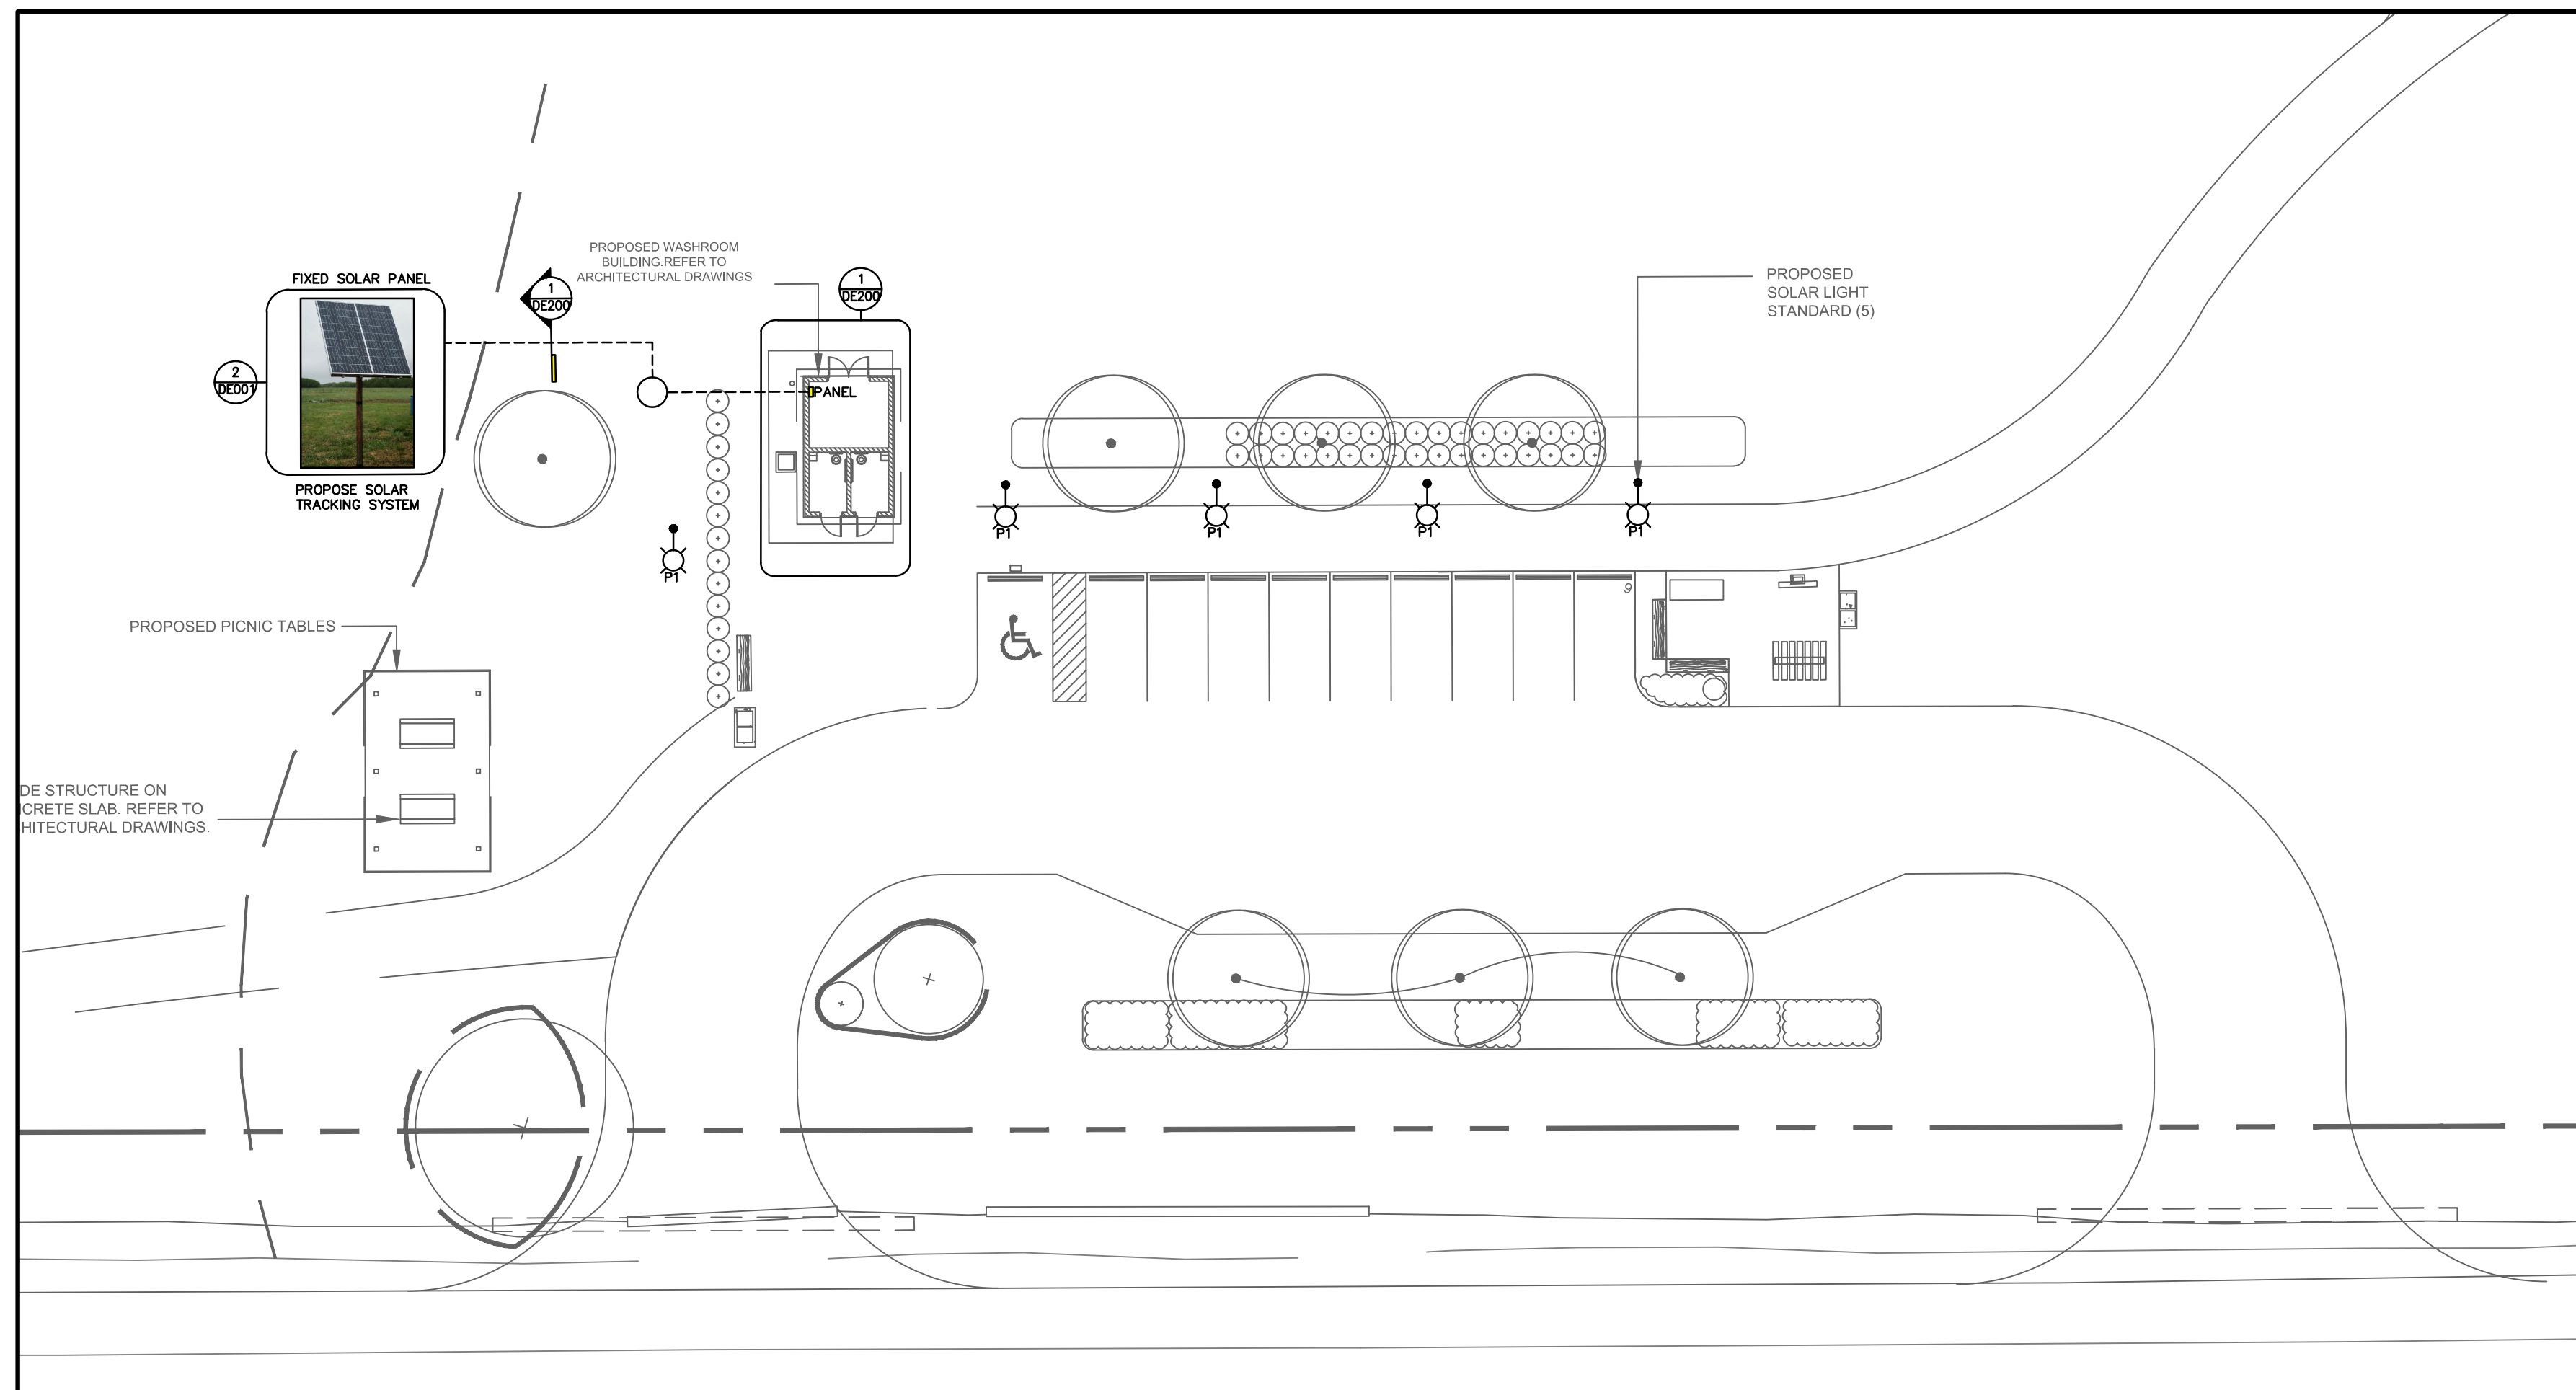 PROPOSED WASHROOM
BUILDING.REFER TO
ARCHITECTURAL DRAWINGS
FIXED SOLAR PANEL
1
DE200
1
DE200
PROPOSED
SOLAR LIGHT
STANDARD (5)
2
DE001
PANEL
PROPOSE SOLAR
TRACKING SYSTEM
P1
P1
P1
P1
P1
9
PROPOSED PICNIC TABLES
DE STRUCTURE ON
CRETE SLAB. REFER TO
HITECTURAL DRAWINGS.